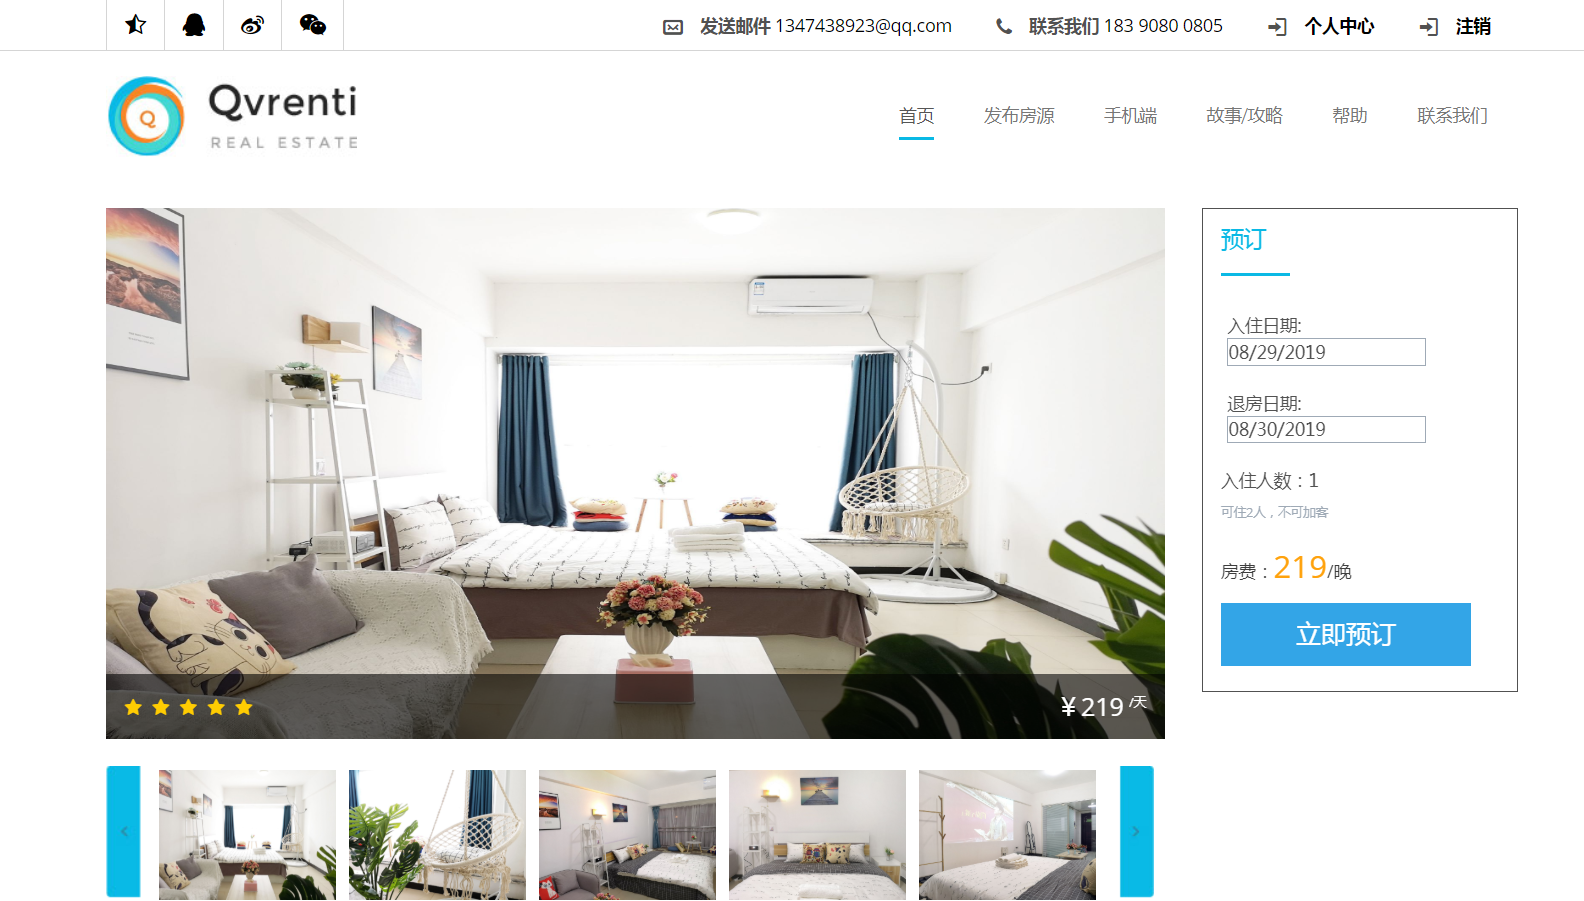 发送邮件 1347438923@qq.com
联系我们 183 9080 0805
个人中心
注销
Q
Qvrenti
REAL ESTATE
首页
发布房源
手机端
故事/攻略
帮助
联系我们
¥ 219 /天
预订
入住日期:
08/29/2019
退房日期:
08/30/2019
入住人数：1
可住2人，不可加客
房费：219/晚
立即预订